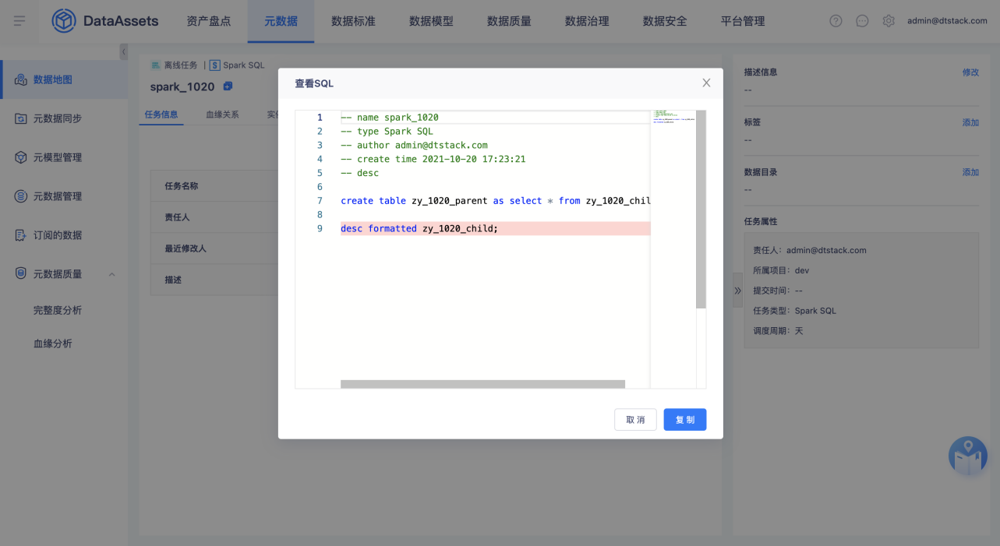 DataAssets
资产盘点
元数据
数据标准
数据模型
数据质量
数据治理
数据安全
平台管理
admin@dtstack.com
数据地图
元数据同步
元模型管理
元数据管理
订阅的数据
元数据质量
完整度分析
血缘分析
离线任务 | S Spark SQL
spark_1020
任务信息
血缘关系
任务名称
责任人
最近修改人
描述
查看SQL
1 -- name spark_1020
2 -- type Spark SQL
3 -- author admin@dtstack.com
4 -- create time 2021-10-20 17:23:21
5 -- desc
6
7 create table zy_1020_parent as select * from zy_1020_chil
8
9 desc formatted zy_1020_child;
取 消
复 制
描述信息 修改
--
标签 添加
--
数据目录 添加
--
任务属性
责任人: admin@dtstack.com
所属项目: dev
提交时间: --
任务类型: Spark SQL
调度周期: 天